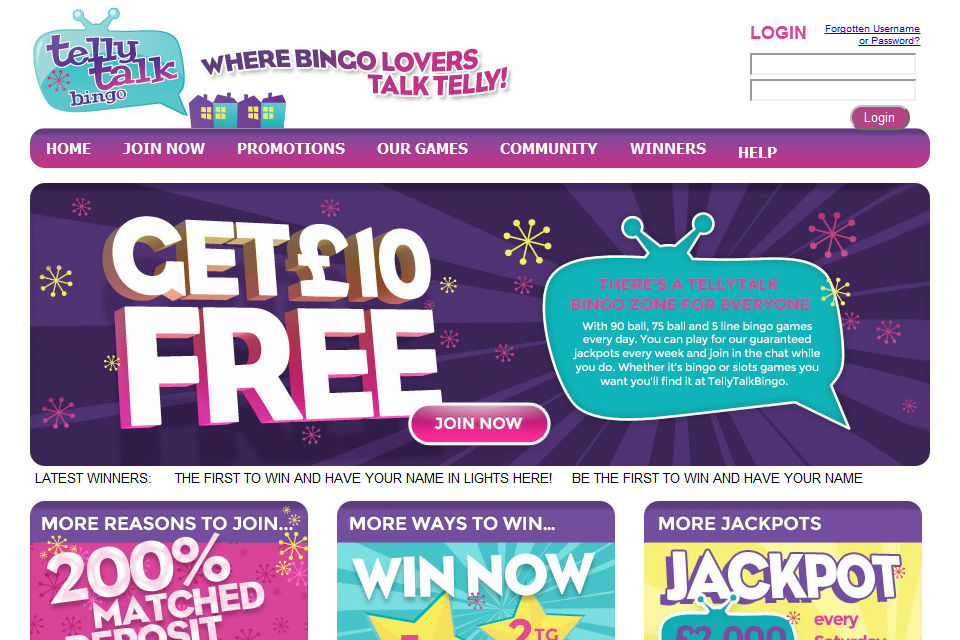 telly
talk
bingo
WHERE BINGO LOVERS
TALK TELLY!
LOGIN
Forgotten Username
or Password?
Login
HOME
JOIN NOW
PROMOTIONS
OUR GAMES
COMMUNITY
WINNERS
HELP
GET £10
FREE
JOIN NOW
THERE'S A TELLYTALK
BINGO ZONE FOR EVERYONE
With 90 ball, 75 ball and 5 line bingo games
every day. You can play for our guaranteed
jackpots every week and join in the chat while
you do. Whether it's bingo or slots games you
want you'll find it at TellyTalkBingo.
LATEST WINNERS: THE FIRST TO WIN AND HAVE YOUR NAME IN LIGHTS HERE! BE THE FIRST TO WIN AND HAVE YOUR NAME
MORE REASONS TO JOIN...
200%
MATCHED
DEPOSIT
MORE WAYS TO WIN...
WIN NOW
2TG
MORE JACKPOTS
JACKPOT
£2,000
every
Saturday